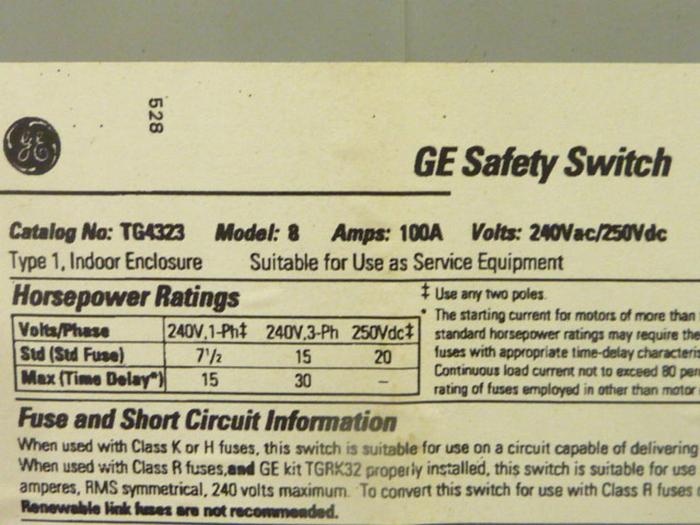 528
GE
GE Safety Switch
Catalog No: TG4323 Model: 8 Amps: 100A Volts: 240Vac/250Vdc
Type 1, Indoor Enclosure Suitable for Use as Service Equipment
Horsepower Ratings
‡ Use any two poles.
Volts/Phase 240V,1-Ph‡ 240V,3-Ph 250Vdc‡
Std (Std Fuse) 7½ 15 20
Max (Time Delay*) 15 30 –
* The starting current for motors of more than
standard horsepower ratings may require the
fuses with appropriate time-delay
Continuous load current not to exceed 80
rating of fuses employed in other than motor
Fuse and Short Circuit Information
When used with Class K or H fuses, this switch is suitable for use on a circuit capable of delivering
When used with Class R fuses,and GE kit TGRK32 properly installed, this switch is suitable for use
amperes, RMS symmetrical, 240 volts maximum. To convert this switch for use with Class R fuses
Renewable link fuses are not recommended.